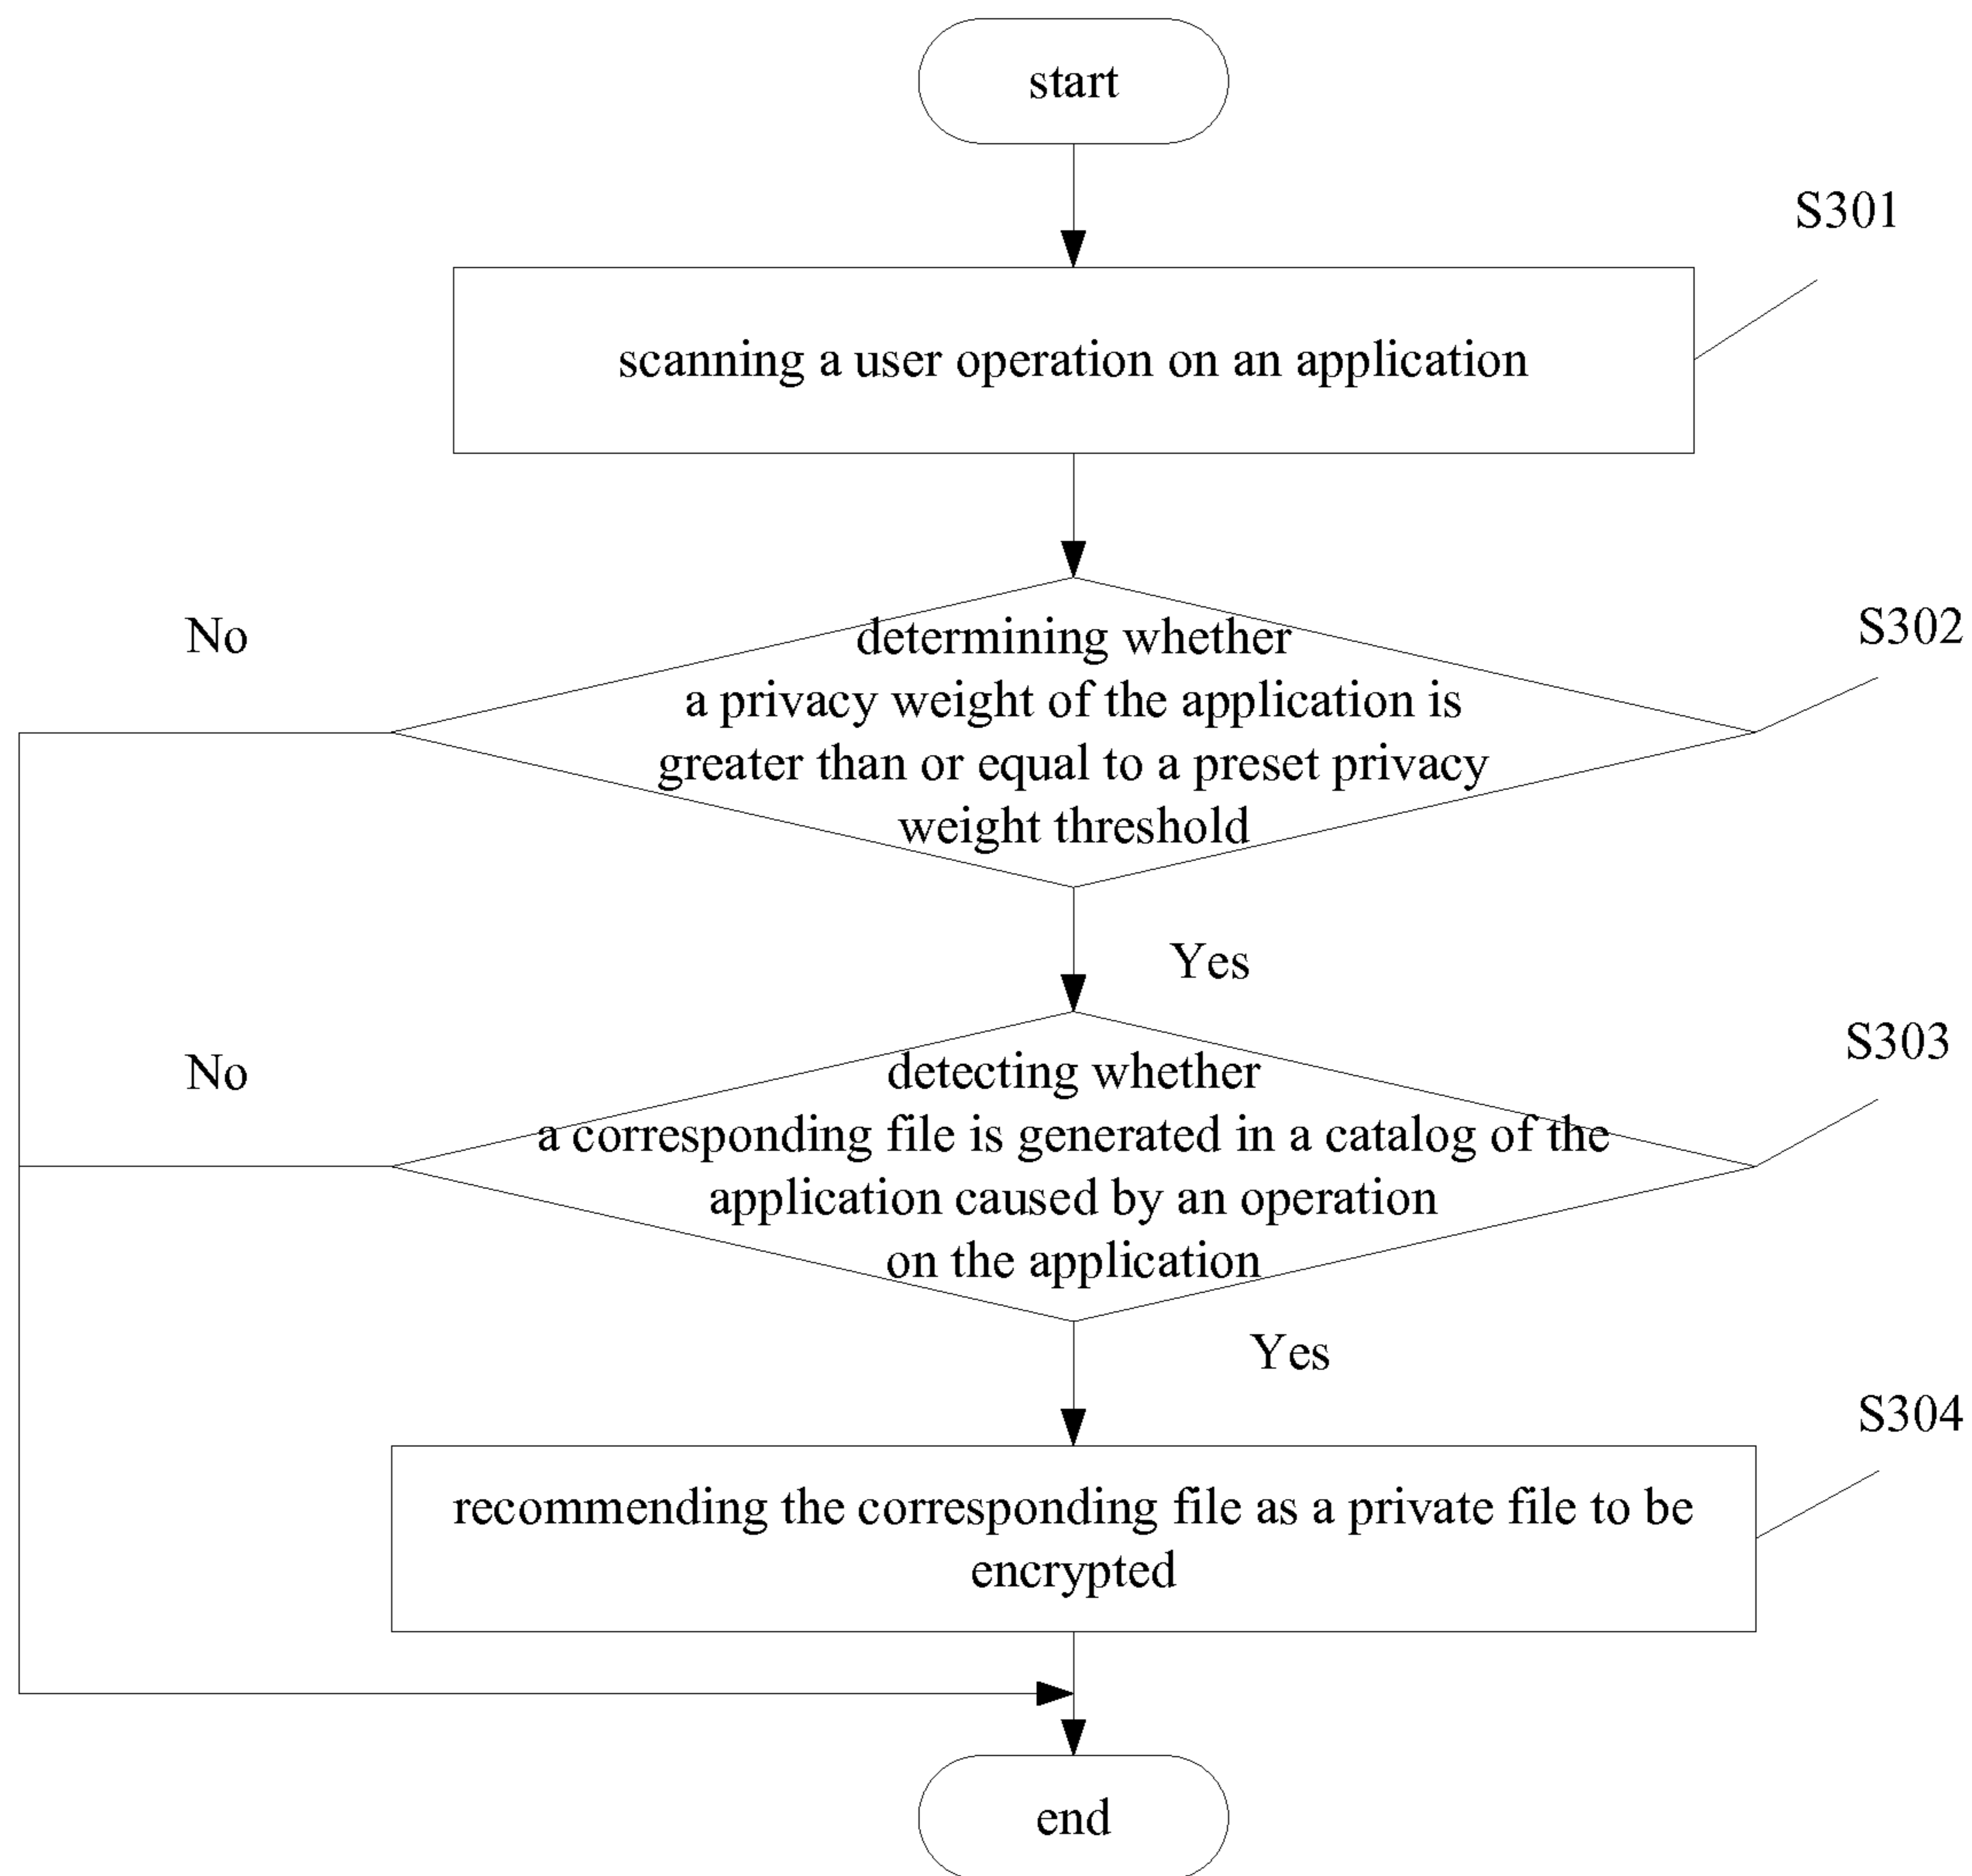 start
S301
scanning a user operation on an application
No
S302
determining whether
a privacy weight of the application is
greater than or equal to a preset privacy
weight threshold
Yes
S303
No
detecting whether
a corresponding file is generated in a catalog of the
application caused by an operation
on the application
Yes
S304
recommending the corresponding file as a private file to be
encrypted
end